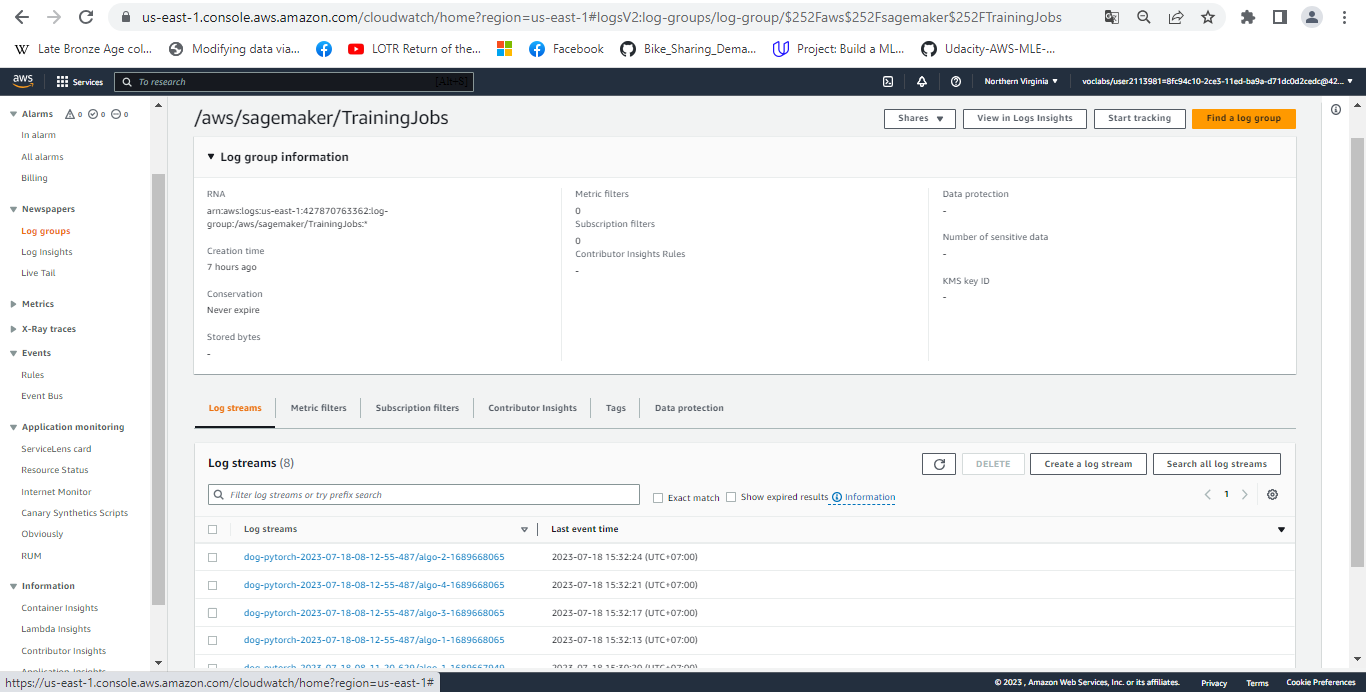 us-east-1.console.aws.amazon.com/cloudwatch/home?region=us-east-1#logsV2:log-groups/log-group/$252Faws$252Fsagemaker$252FTrainingJobs
Late Bronze Age col... Modifying data via... LOTR Return of the... Facebook Bike_Sharing_Dema... Project: Build a ML... Udacity-AWS-MLE-...
aws Services To research [Alt+S] Northern Virginia voclabs/user2113981=8fc94c10-2ce3-11ed-ba9a-d71dc0d2cedc@42...
Alarms 0 0 0
In alarm
All alarms
Billing
Newspapers
Log groups
Log Insights
Live Tail
Metrics
X-Ray traces
Events
Rules
Event Bus
Application monitoring
ServiceLens card
Resource Status
Internet Monitor
Canary Synthetics Scripts
Obviously
RUM
Information
Container Insights
Lambda Insights
Contributor Insights
Application Insights
/aws/sagemaker/TrainingJobs
Shares View in Logs Insights Start tracking Find a log group
Log group information
RNA
arn:aws:logs:us-east-1:427870763362:log-
group:/aws/sagemaker/TrainingJobs:*
Creation time
7 hours ago
Conservation
Never expire
Stored bytes
-
Metric filters
0
Subscription filters
0
Contributor Insights Rules
-
Data protection
-
Number of sensitive data
-
KMS key ID
-
Log streams Metric filters Subscription filters Contributor Insights Tags Data protection
Log streams (8) DELETE Create a log stream Search all log streams
Filter log streams or try prefix search Exact match Show expired results Information 1
Log streams Last event time
dog-pytorch-2023-07-18-08-12-55-487/algo-2-1689668065 2023-07-18 15:32:24 (UTC+07:00)
dog-pytorch-2023-07-18-08-12-55-487/algo-4-1689668065 2023-07-18 15:32:21 (UTC+07:00)
dog-pytorch-2023-07-18-08-12-55-487/algo-3-1689668065 2023-07-18 15:32:17 (UTC+07:00)
dog-pytorch-2023-07-18-08-12-55-487/algo-1-1689668065 2023-07-18 15:32:13 (UTC+07:00)
https://us-east-1.console.aws.amazon.com/cloudwatch/home?region=us-east-1#
© 2023 , Amazon Web Services, Inc. or its affiliates. Privacy Terms Cookie Preferences